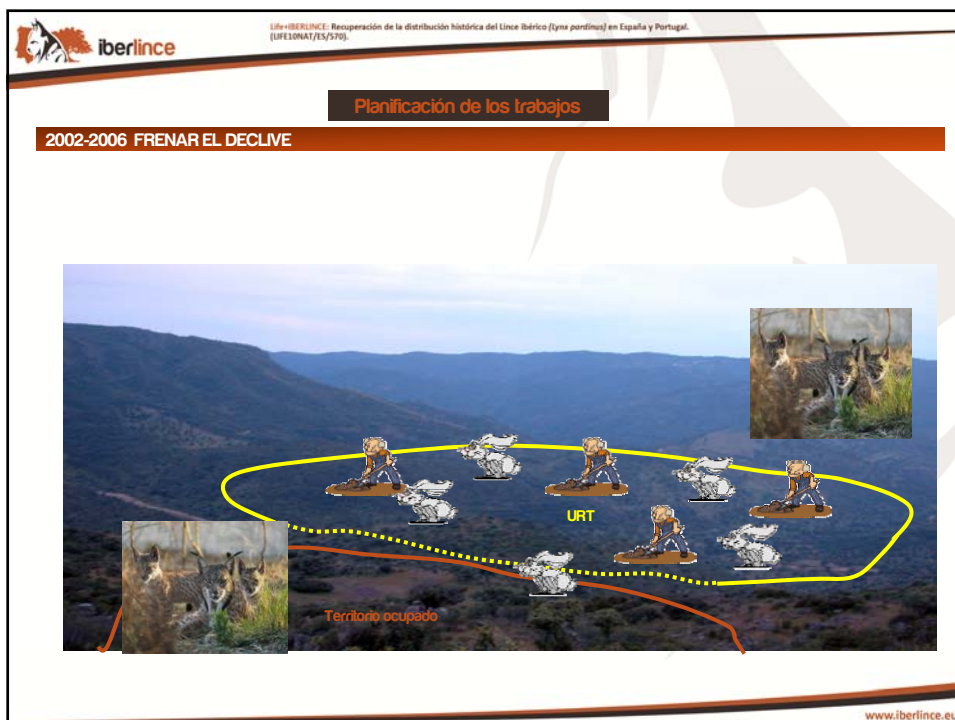 Life+IBERLINCE: Recuperación de la distribución histórica del Lince Ibérico (Lynx pardinus) en España y Portugal.
(LIFE10NAT/ES/570).
iberlince
Planificación de los trabajos
2002-2006 FRENAR EL DECLIVE
URT
Territorio ocupado
www.iberlince.eu